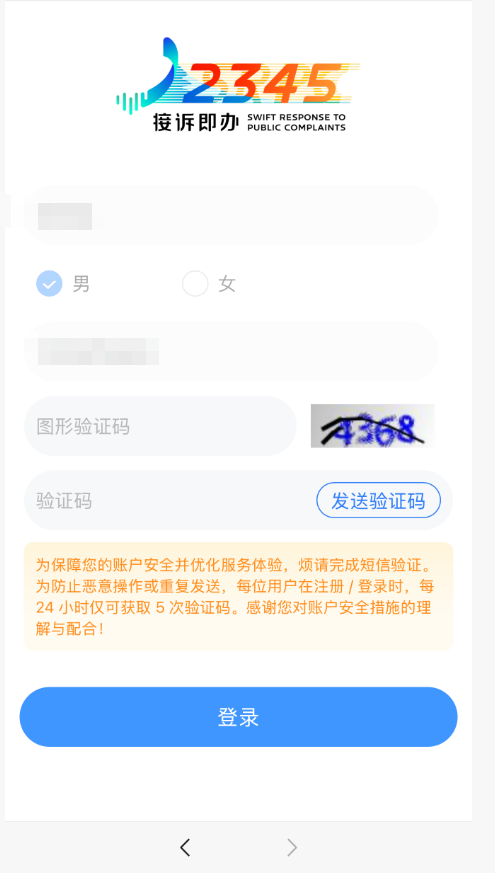 12345
接诉即办 SWIFT RESPONSE TO
PUBLIC COMPLAINTS
男 女
图形验证码 4368
验证码 发送验证码
为保障您的账户安全并优化服务体验，烦请完成短信验证。
为防止恶意操作或重复发送，每位用户在注册 / 登录时，每
24 小时仅可获取 5 次验证码。感谢您对账户安全措施的理
解与配合！
登录